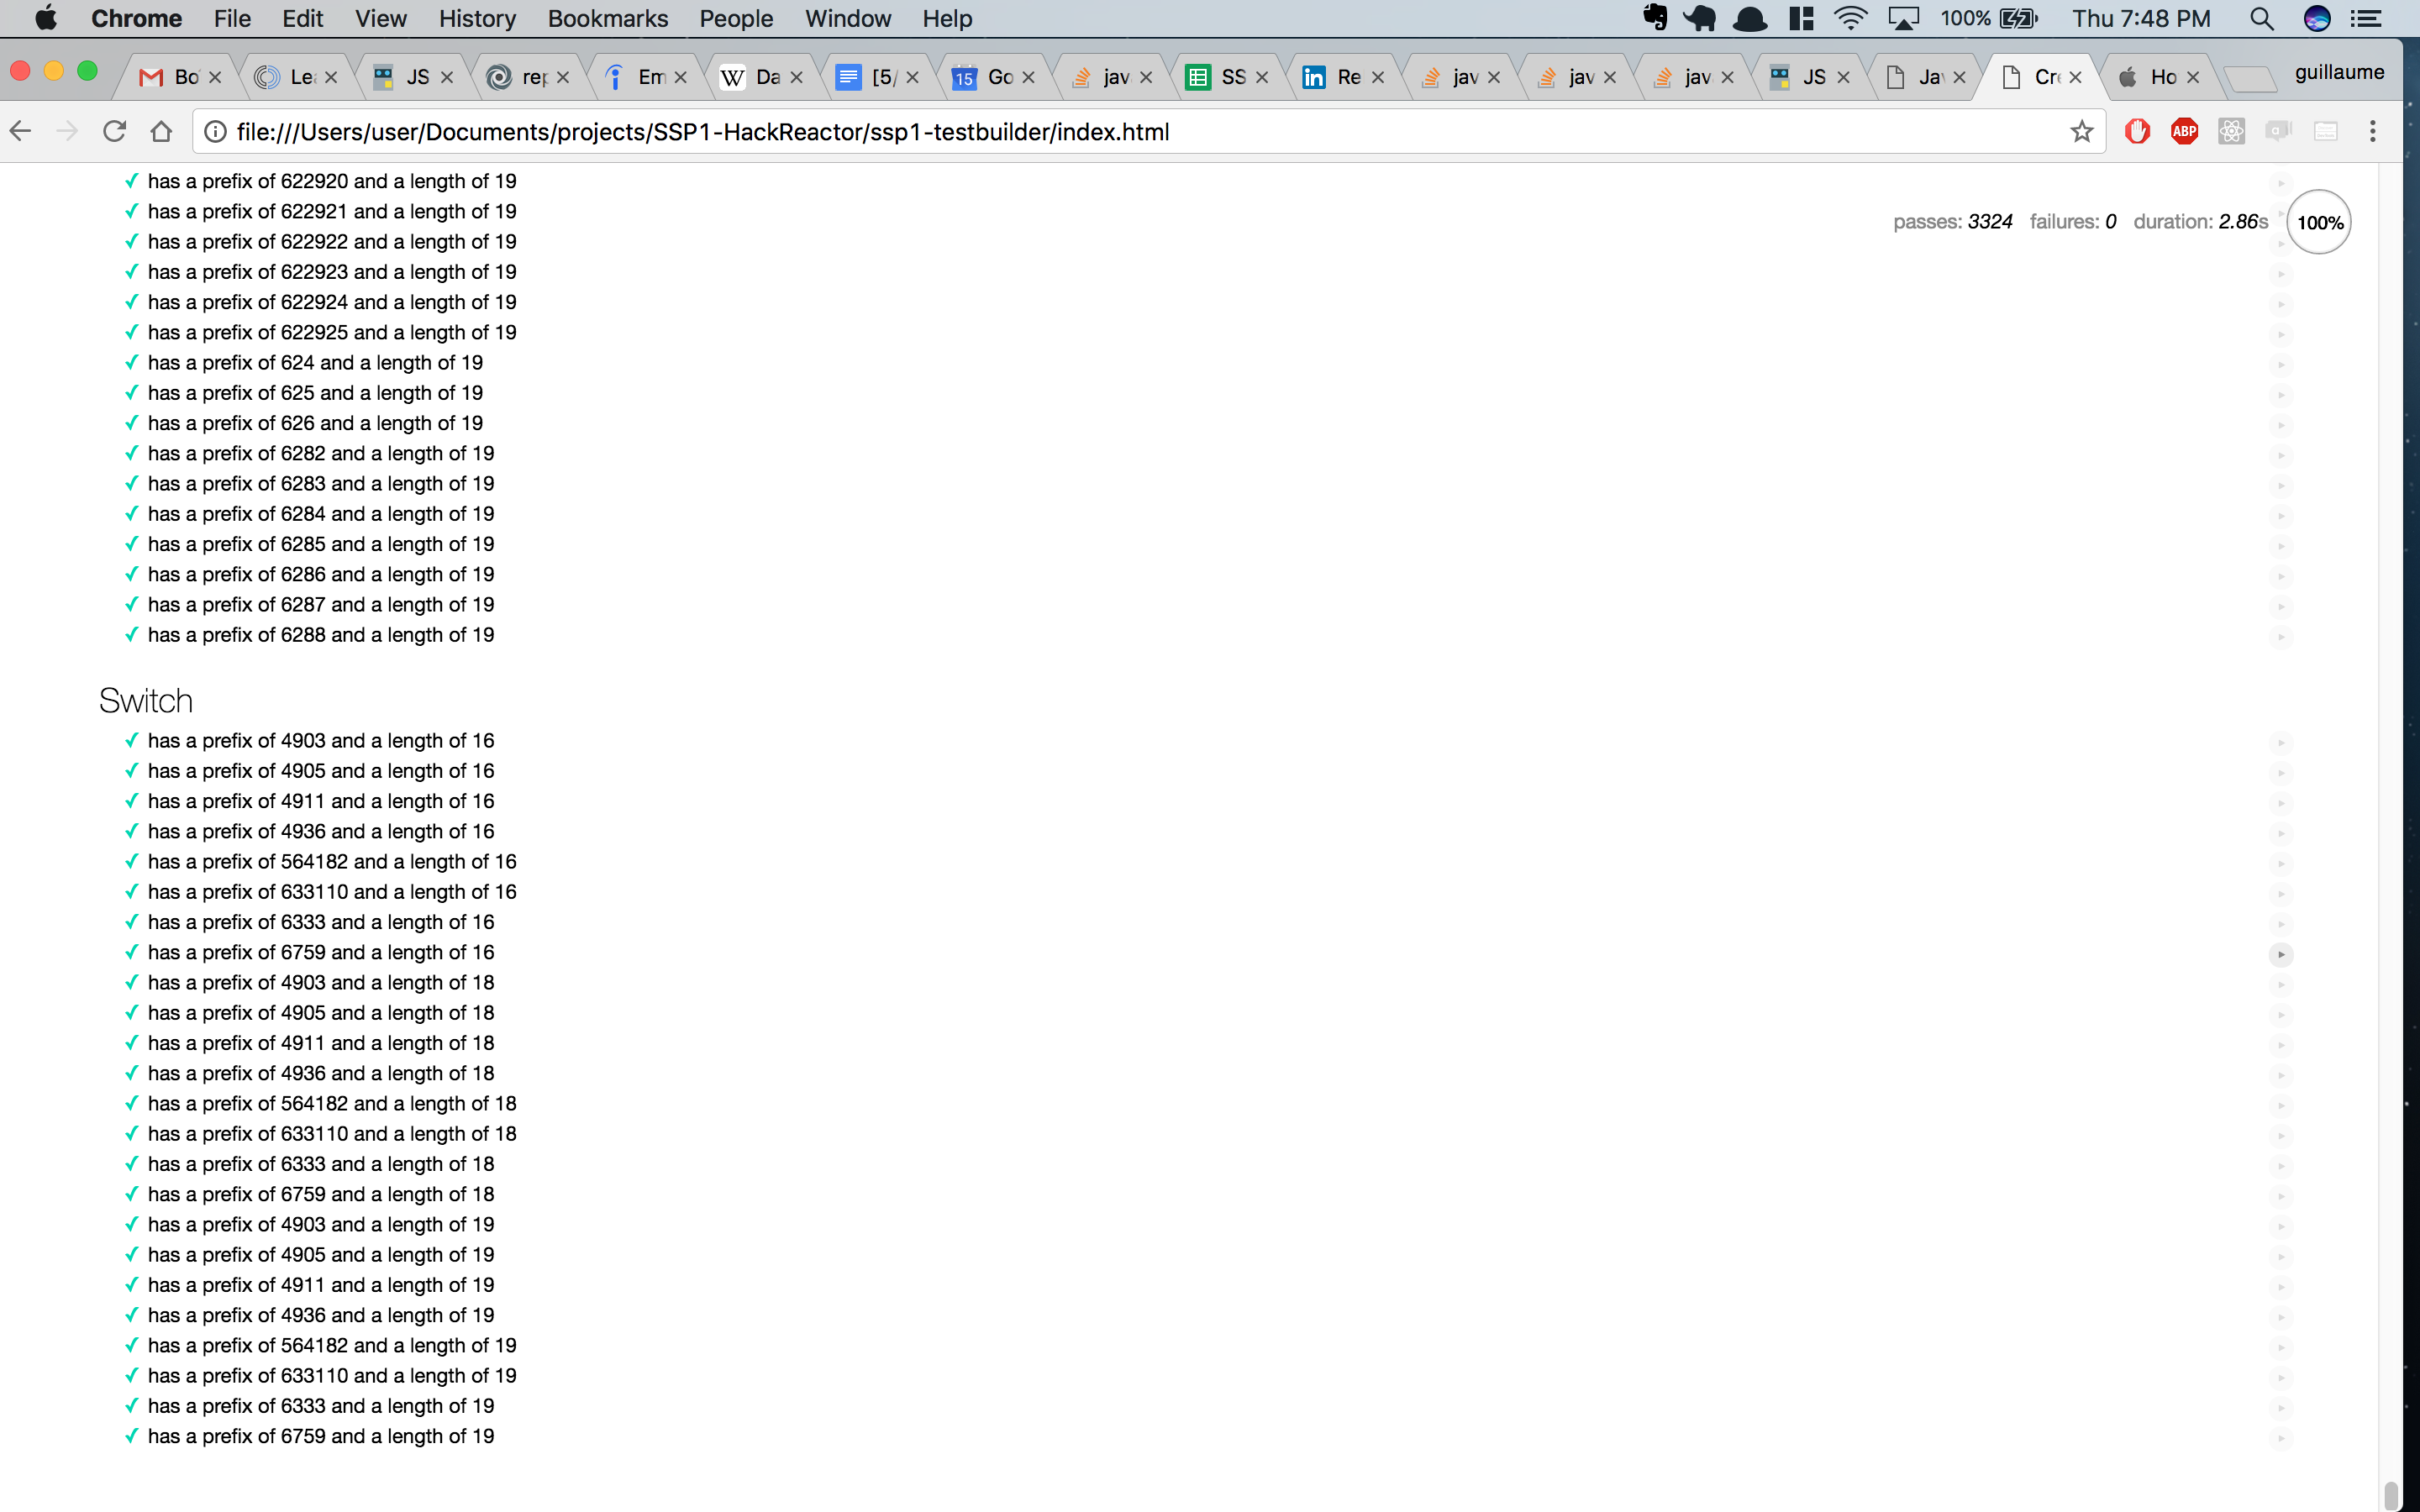 Chrome File Edit View History Bookmarks People Window Help 100% Thu 7:48 PM
Bo Le JS rep Em W Da [5/ 15 Go jav SS in Re jav jav jav JS Ja Cr Ho guillaume
file:///Users/user/Documents/projects/SSP1-HackReactor/ssp1-testbuilder/index.html ABP a
passes: 3324 failures: 0 duration: 2.86s 100%
✓ has a prefix of 622920 and a length of 19
✓ has a prefix of 622921 and a length of 19
✓ has a prefix of 622922 and a length of 19
✓ has a prefix of 622923 and a length of 19
✓ has a prefix of 622924 and a length of 19
✓ has a prefix of 622925 and a length of 19
✓ has a prefix of 624 and a length of 19
✓ has a prefix of 625 and a length of 19
✓ has a prefix of 626 and a length of 19
✓ has a prefix of 6282 and a length of 19
✓ has a prefix of 6283 and a length of 19
✓ has a prefix of 6284 and a length of 19
✓ has a prefix of 6285 and a length of 19
✓ has a prefix of 6286 and a length of 19
✓ has a prefix of 6287 and a length of 19
✓ has a prefix of 6288 and a length of 19
Switch
✓ has a prefix of 4903 and a length of 16
✓ has a prefix of 4905 and a length of 16
✓ has a prefix of 4911 and a length of 16
✓ has a prefix of 4936 and a length of 16
✓ has a prefix of 564182 and a length of 16
✓ has a prefix of 633110 and a length of 16
✓ has a prefix of 6333 and a length of 16
✓ has a prefix of 6759 and a length of 16
✓ has a prefix of 4903 and a length of 18
✓ has a prefix of 4905 and a length of 18
✓ has a prefix of 4911 and a length of 18
✓ has a prefix of 4936 and a length of 18
✓ has a prefix of 564182 and a length of 18
✓ has a prefix of 633110 and a length of 18
✓ has a prefix of 6333 and a length of 18
✓ has a prefix of 6759 and a length of 18
✓ has a prefix of 4903 and a length of 19
✓ has a prefix of 4905 and a length of 19
✓ has a prefix of 4911 and a length of 19
✓ has a prefix of 4936 and a length of 19
✓ has a prefix of 564182 and a length of 19
✓ has a prefix of 633110 and a length of 19
✓ has a prefix of 6333 and a length of 19
✓ has a prefix of 6759 and a length of 19